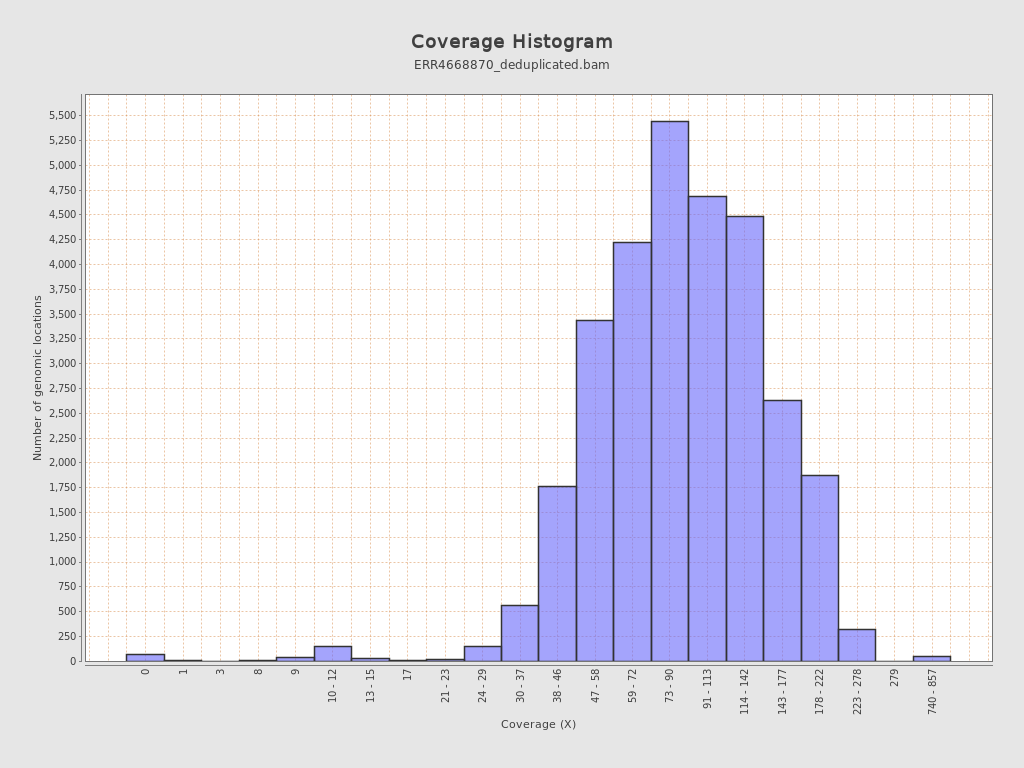 Coverage Histogram
ERR4668870_deduplicated.bam
Number of genomic locations
5,500
5,250
5,000
4,750
4,500
4,250
4,000
3,750
3,500
3,250
3,000
2,750
2,500
2,250
2,000
1,750
1,500
1,250
1,000
750
500
250
0
0
1
3
8
9
10 - 12
13 - 15
17
21 - 23
24 - 29
30 - 37
38 - 46
47 - 58
59 - 72
73 - 90
91 - 113
114 - 142
143 - 177
178 - 222
223 - 278
279
740 - 857
Coverage (X)